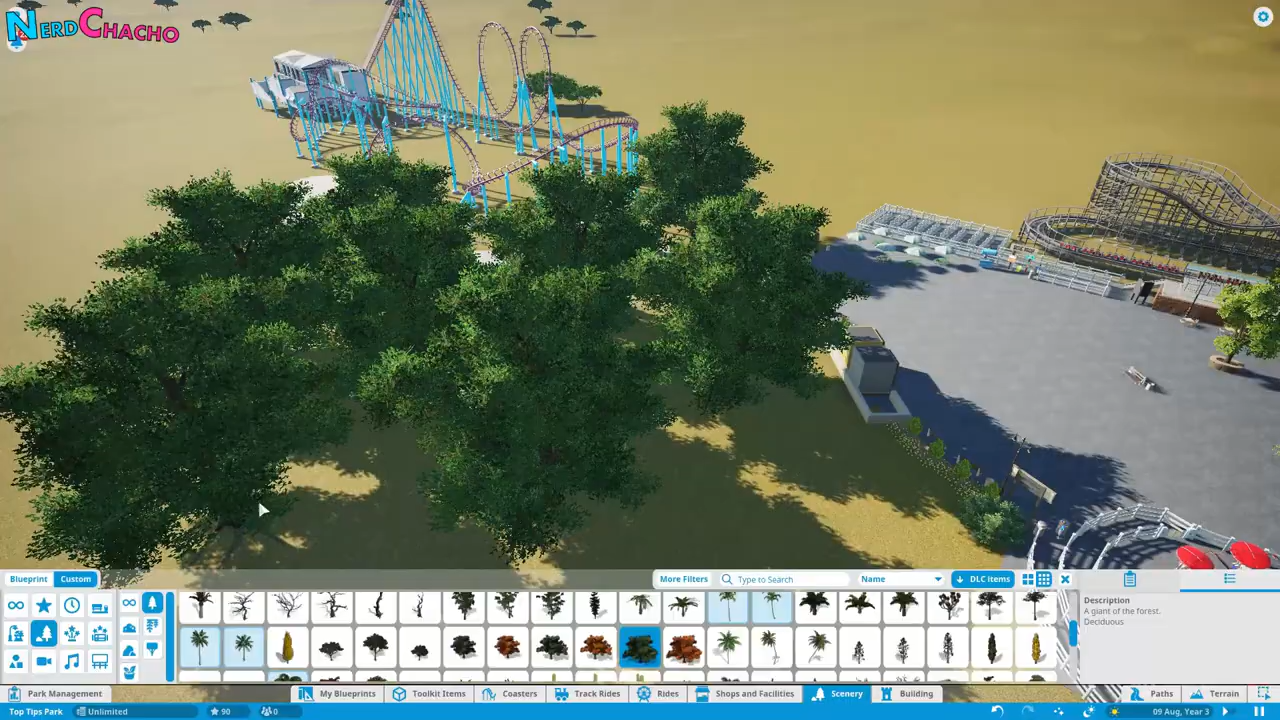 NERDCHACHO
Blueprint Custom More Filters Type to Search Name DLC Items
Description
A giant of the forest.
Deciduous
Park Management My Blueprints Toolkit Items Coasters Track Rides Rides Shops and Facilities Scenery Building Paths Terrain
Top Tips Park Unlimited 90 0 09 Aug, Year 3